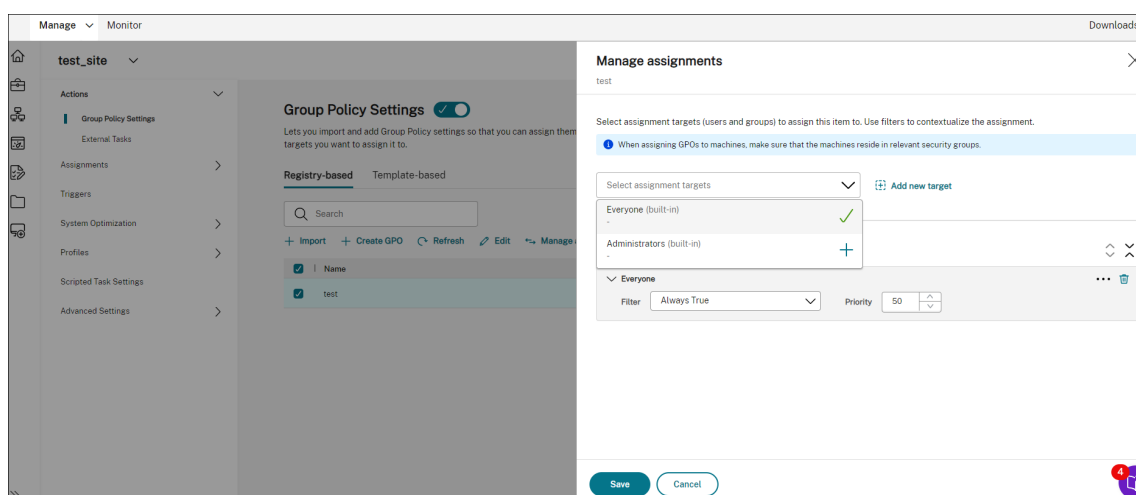 Manage Monitor Downloads
test_site
Actions
Group Policy Settings
External Tasks
Assignments
Triggers
System Optimization
Profiles
Scripted Task Settings
Advanced Settings
Group Policy Settings
Lets you import and add Group Policy settings so that you can assign them
targets you want to assign it to.
Registry-based Template-based
Search
Import Create GPO Refresh Edit Manage
Name
test
Manage assignments
test
Select assignment targets (users and groups) to assign this item to. Use filters to contextualize the assignment.
When assigning GPOs to machines, make sure that the machines reside in relevant security groups.
Select assignment targets Add new target
Everyone (built-in)
-
Administrators (built-in)
-
Everyone
Filter Always True Priority 50
Save Cancel
4